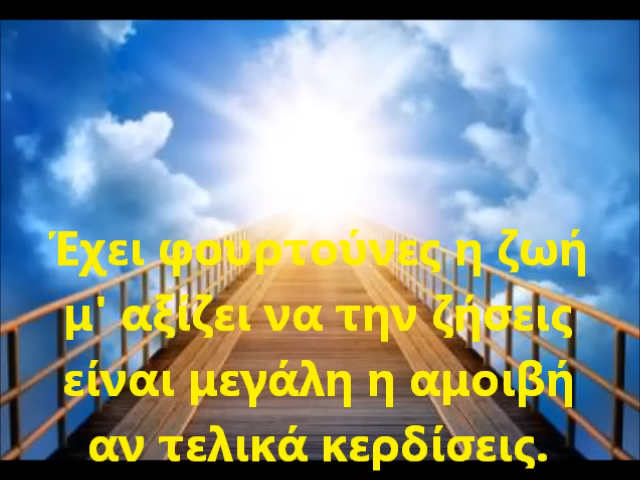 Έχει φουρτούνες η ζωή
μ' αξίζει να την ζήσεις
είναι μεγάλη η αμοιβή
αν τελικά κερδίσεις.